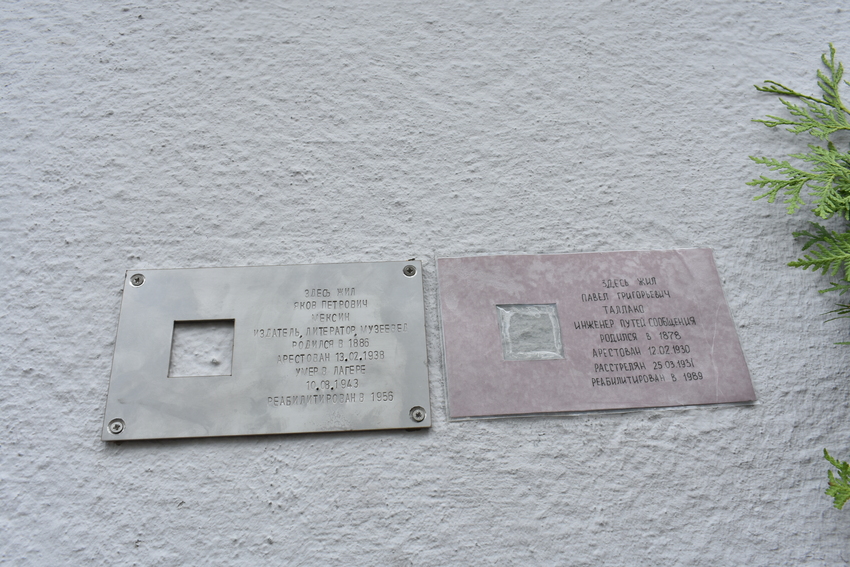 ЗДЕСЬ ЖИЛ
ЯКОВ ПЕТРОВИЧ
МЕКСИН
ИЗДАТЕЛЬ, ЛИТЕРАТОР, МУЗЕЕВЕД
РОДИЛСЯ В 1886
АРЕСТОВАН 13.02.1938
УМЕР В ЛАГЕРЕ
10.08.1943
РЕАБИЛИТИРОВАН В 1956
ЗДЕСЬ ЖИЛ
ПАВЕЛ ГРИГОРЬЕВИЧ
ТАЛЛАКО
ИНЖЕНЕР ПУТЕЙ СООБЩЕНИЯ
РОДИЛСЯ В 1878
АРЕСТОВАН 12.02.1930
РАССТРЕЛЯН 25.03.1931
РЕАБИЛИТИРОВАН В 1989